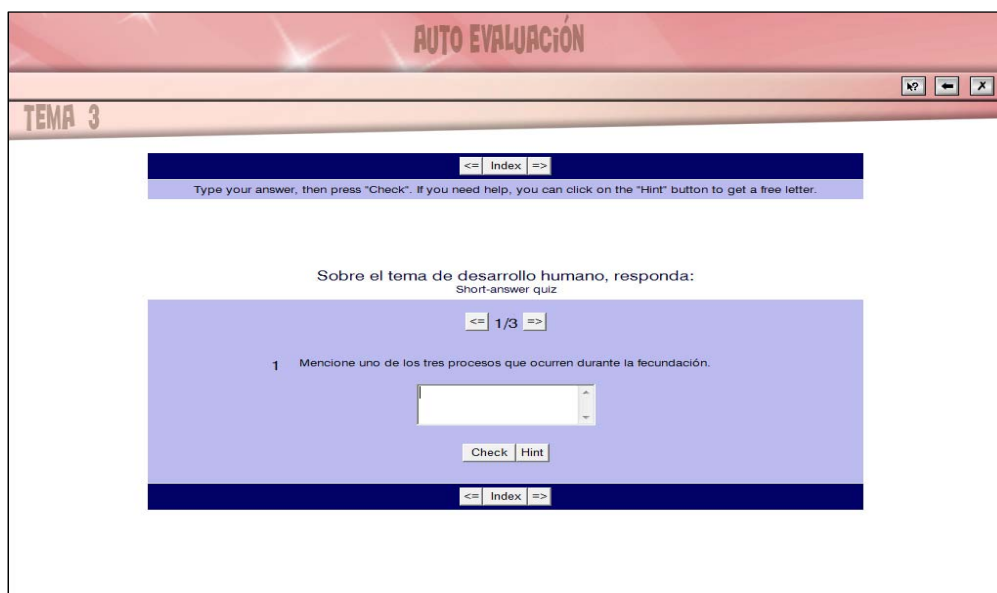 AUTO EVALUACIÓN
TEMA 3
<= Index =>
Type your answer, then press "Check". If you need help, you can click on the "Hint" button to get a free letter.
Sobre el tema de desarrollo humano, responda:
Short-answer quiz
<= 1/3 =>
1 Mencione uno de los tres procesos que ocurren durante la fecundación.
Check Hint
<= Index =>